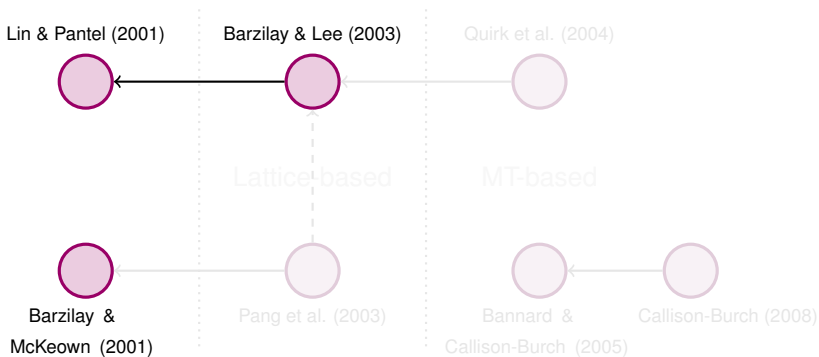 Lin & Pantel (2001)
Barzilay & Lee (2003)
Quirk et al. (2004)
Lattice-based
MT-based
Barzilay &
McKeown (2001)
Pang et al. (2003)
Bannard &
Callison-Burch (2005)
Callison-Burch (2008)